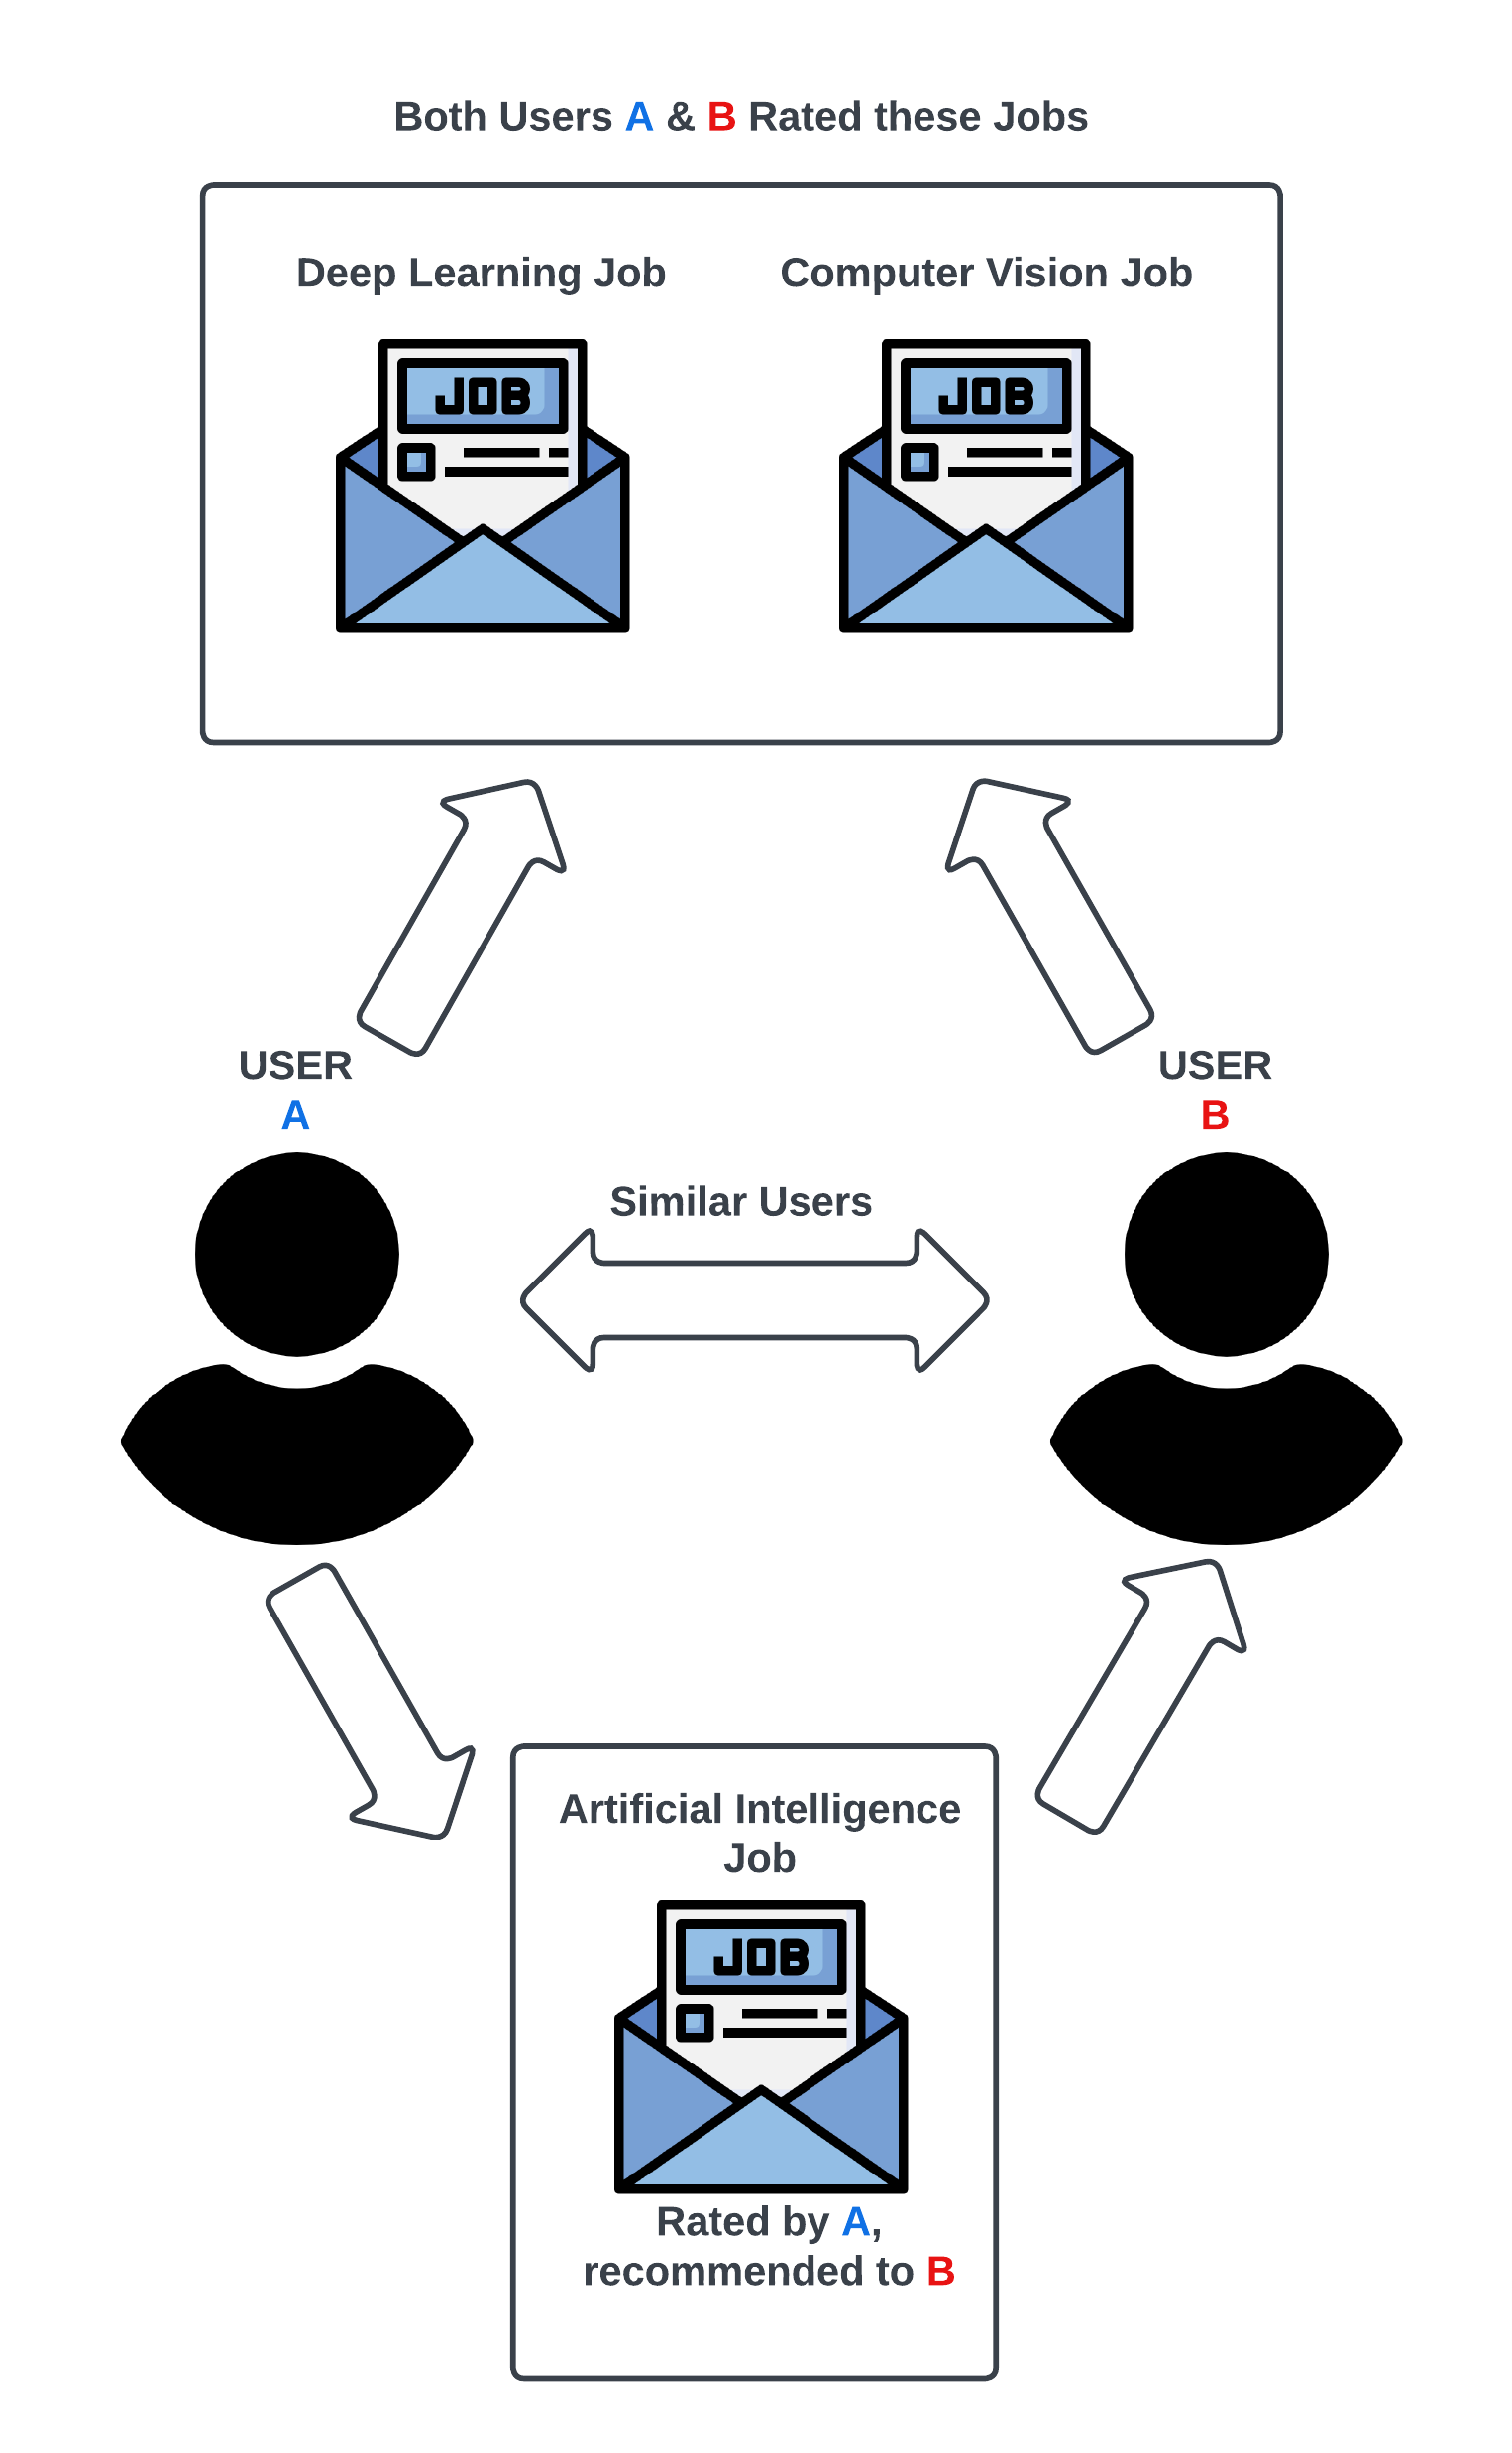 Both Users A & B Rated these Jobs
Deep Learning Job
Computer Vision Job
JOB
JOB
USER
A
USER
B
Similar Users
Artificial Intelligence
Job
JOB
Rated by A,
recommended to B